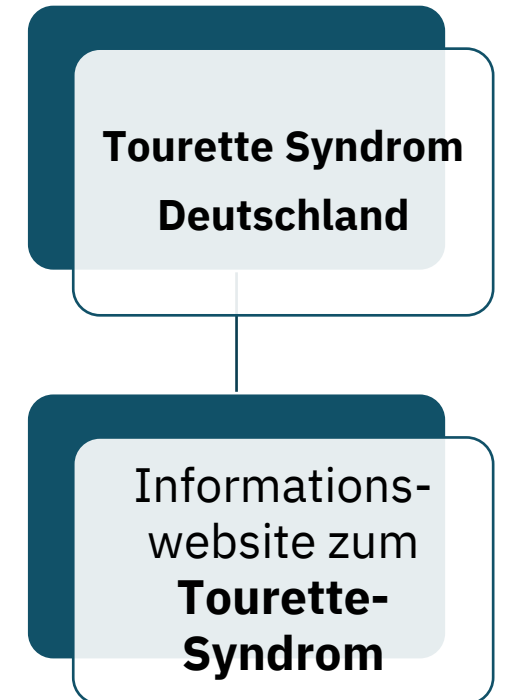 Tourette Syndrom
Deutschland
Informations-
website zum
Tourette-
Syndrom